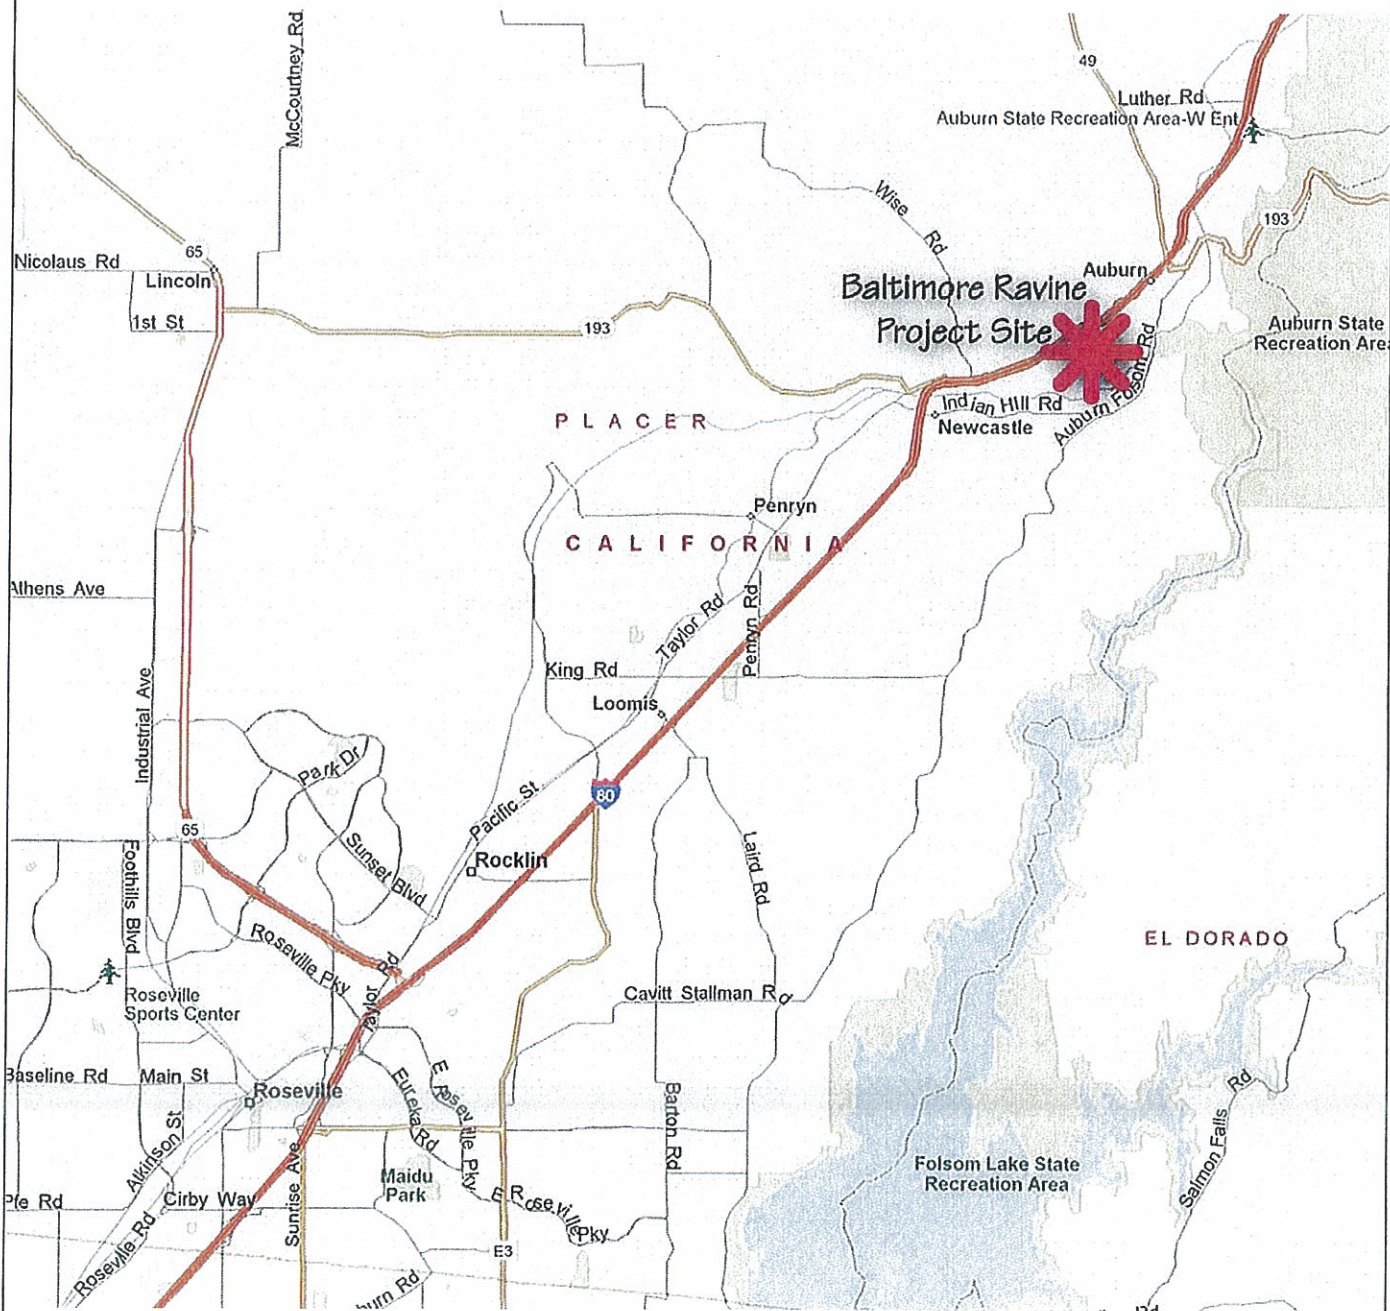 McCourtney Rd
49
Luther Rd
Auburn State Recreation Area-W Ent
Wise Rd
193
65
Nicolaus Rd
Lincoln
1st St
Auburn
Baltimore Ravine
Project Site
193
Auburn State
Recreation Area
Auburn Folsom Rd
Indian Hill Rd
Newcastle
PLACER
Penryn
CALIFORNIA
Athens Ave
Taylor Rd
Penryn Rd
King Rd
Loomis
Industrial Ave
Park Dr
80
Pacific St
65
Sunset Blvd
Rocklin
Laird Rd
Foothills Blvd
EL DORADO
Roseville Pky
Taylor Rd
Cavitt Stallman Rd
Roseville
Sports Center
Baseline Rd
Main St
Roseville
Eureka Rd
E Roseville Pky
Barton Rd
Rd
Atkinson St
Salmon Falls
Folsom Lake State
Recreation Area
Maidu
Park
Pfe Rd
Cirby Way
Sunrise Ave
E Roseville Pky
E3
Roseville Rd
burn Rd
Rd